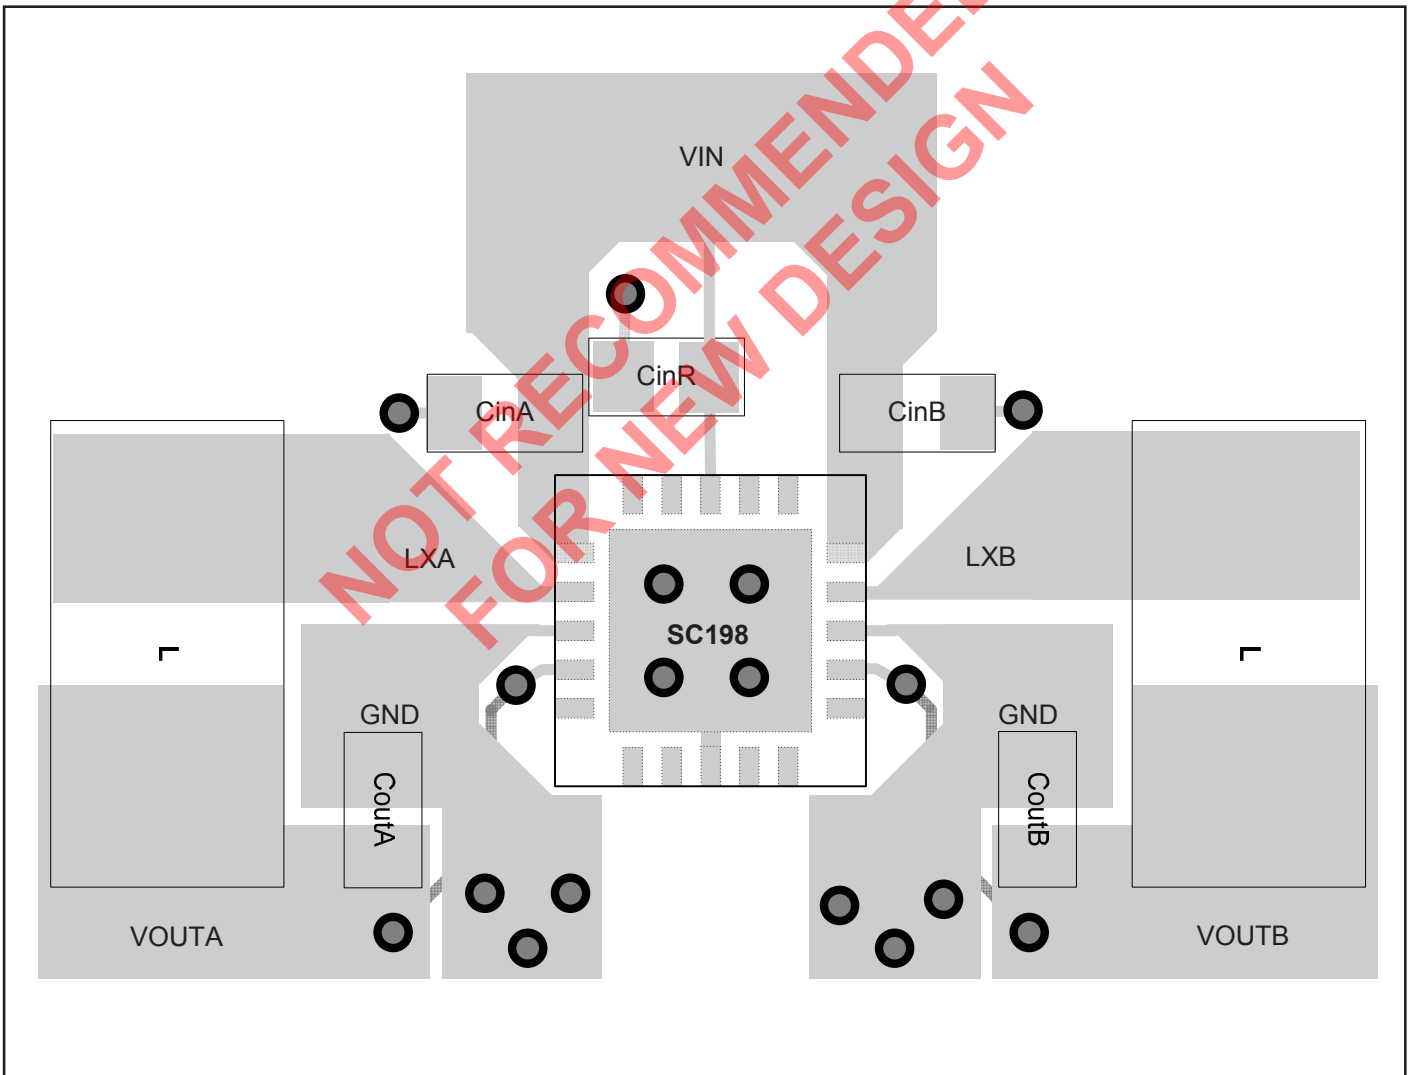 VIN
CinR
CinA
CinB
LXA
LXB
SC198
L
L
GND
GND
CoutA
CoutB
VOUTA
VOUTB
NOT RECOMMENDED
FOR NEW DESIGN